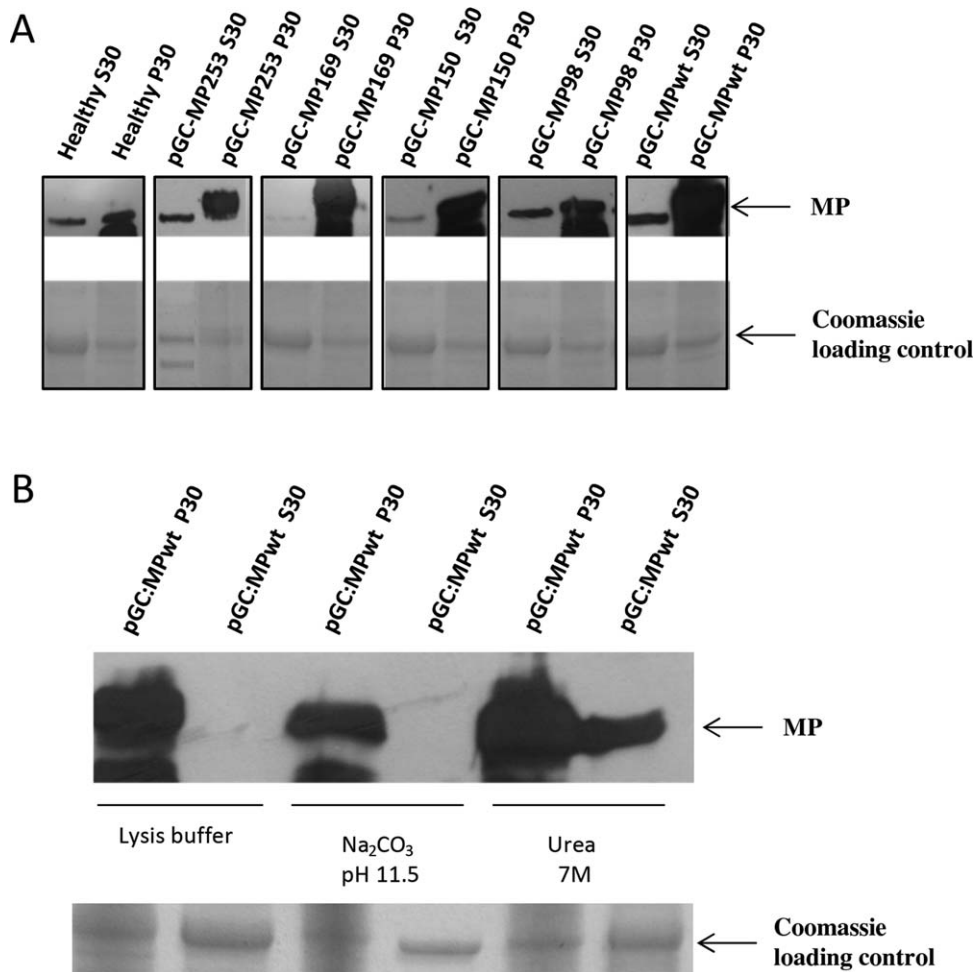 A
Healthy S30
Healthy P30
pGC-MP253 S30
pGC-MP253 P30
pGC-MP169 S30
pGC-MP169 P30
pGC-MP150 S30
pGC-MP150 P30
pGC-MP98 S30
pGC-MP98 P30
pGC-MPwt S30
pGC-MPwt P30
MP
Coomassie
loading control
B
pGC:MPwt P30
pGC:MPwt S30
pGC:MPwt P30
pGC:MPwt S30
pGC:MPwt P30
pGC:MPwt S30
MP
Lysis buffer
Na₂CO₃
pH 11.5
Urea
7M
Coomassie
loading control